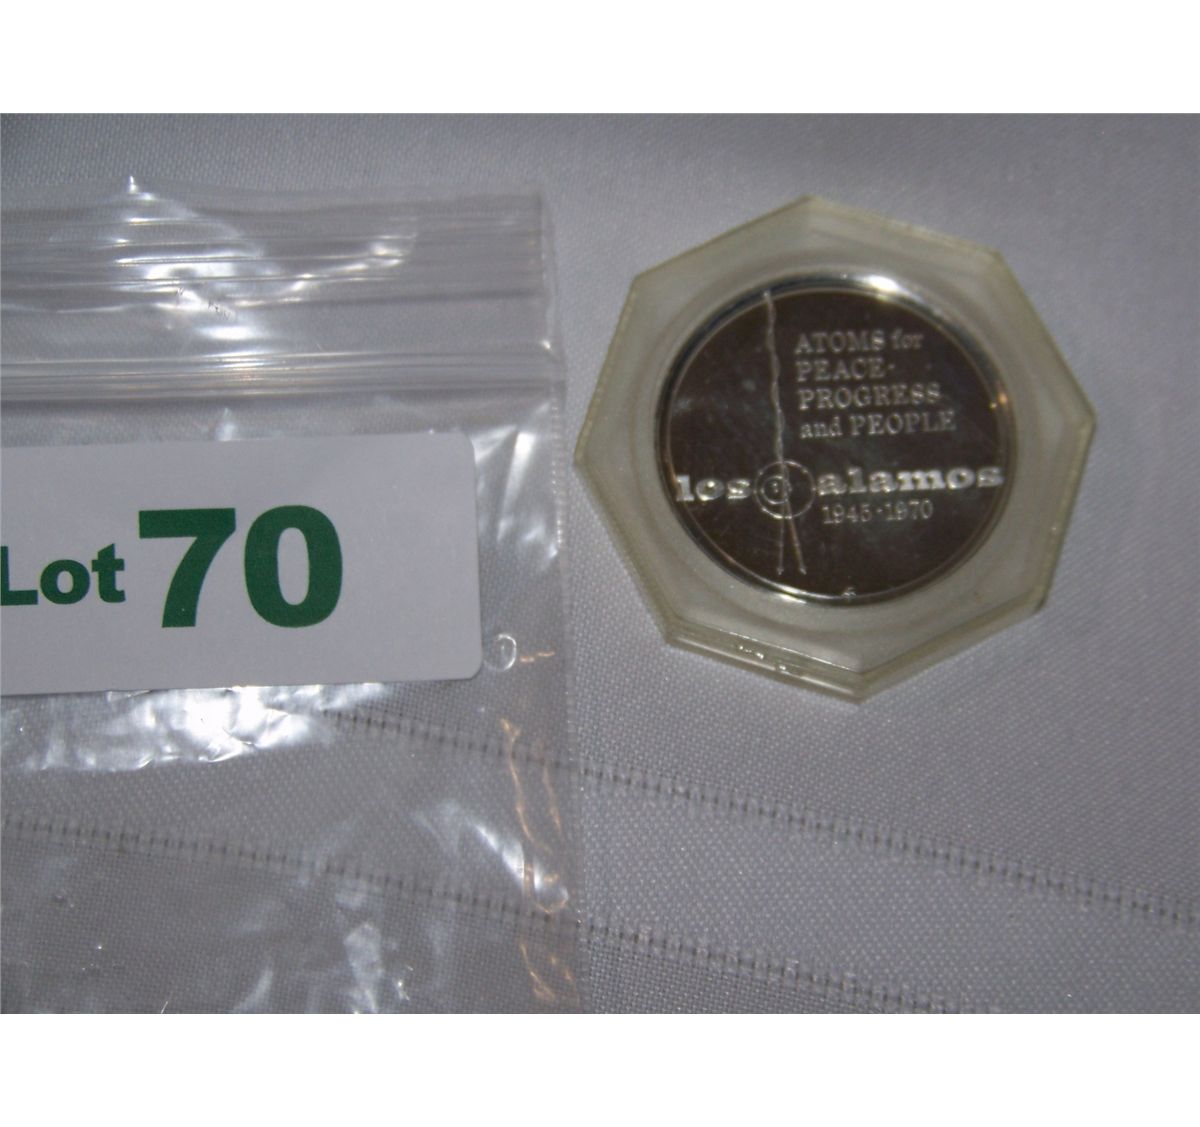 Lot 70
ATOMS for
PEACE·
PROGRESS
and PEOPLE
los alamos
1945·1970